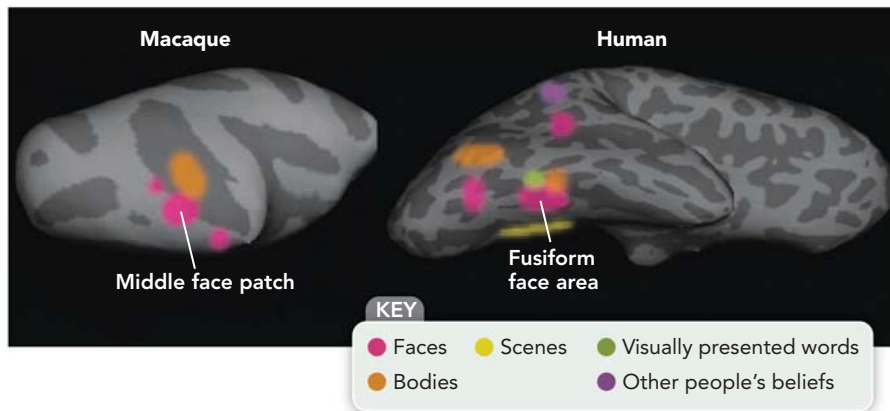 Macaque
Human
Middle face patch
Fusiform
face area
KEY
Faces
Scenes
Visually presented words
Bodies
Other people's beliefs